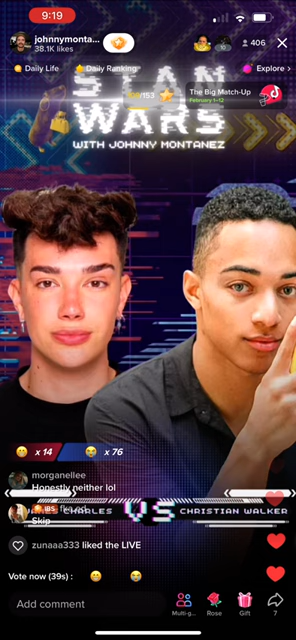 9:19
johnnymonta...
38.1K likes
406
Daily Life
Daily Ranking
Explore >
STAN
WARS
/153
The Big Match-Up
February 1–12
WITH JOHNNY MONTANEZ
x 14
x 76
morganellee
Honestly neither lol
CHARLES VS CHRISTIAN WALKER
Skip
zunaaa333 liked the LIVE
Vote now (39s) :
Add comment
Multi-g...
Rose
Gift
7